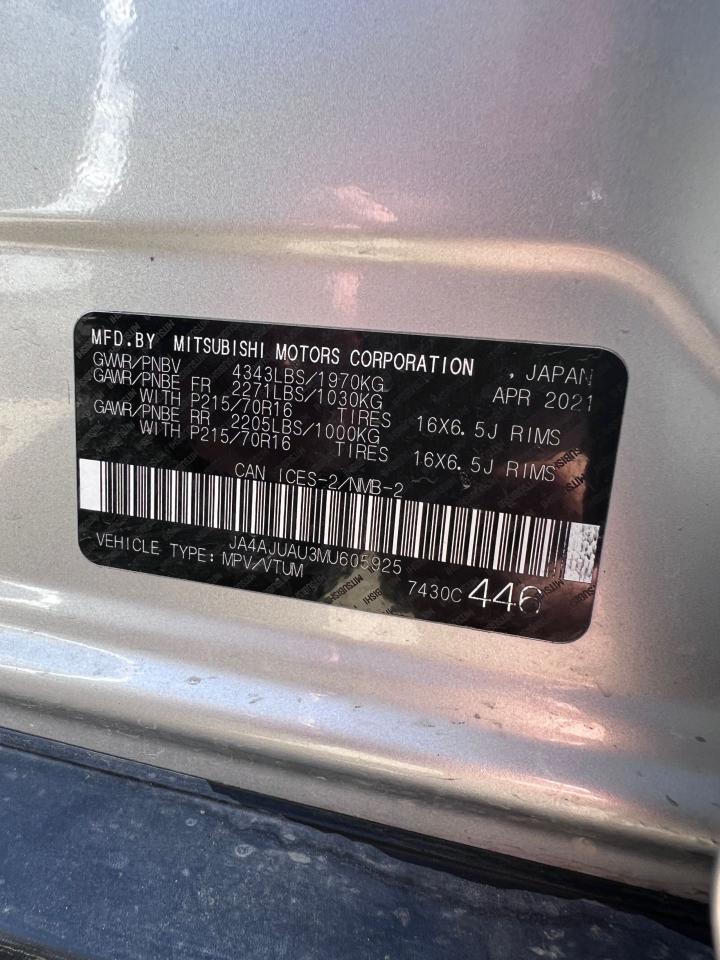 MFD.BY MITSUBISHI MOTORS CORPORATION , JAPAN
GVWR/PNBV 4343LBS/1970KG APR 2021
GAWR/PNBE FR 2271LBS/1030KG
WITH P215/70R16 TIRES 16X6.5J RIMS
GAWR/PNBE RR 2205LBS/1000KG
WITH P215/70R16 TIRES 16X6.5J RIMS
CAN ICES-2/NMB-2
JA4AJUAU3MU605925
VEHICLE TYPE: MPV/VTUM
7430C 446